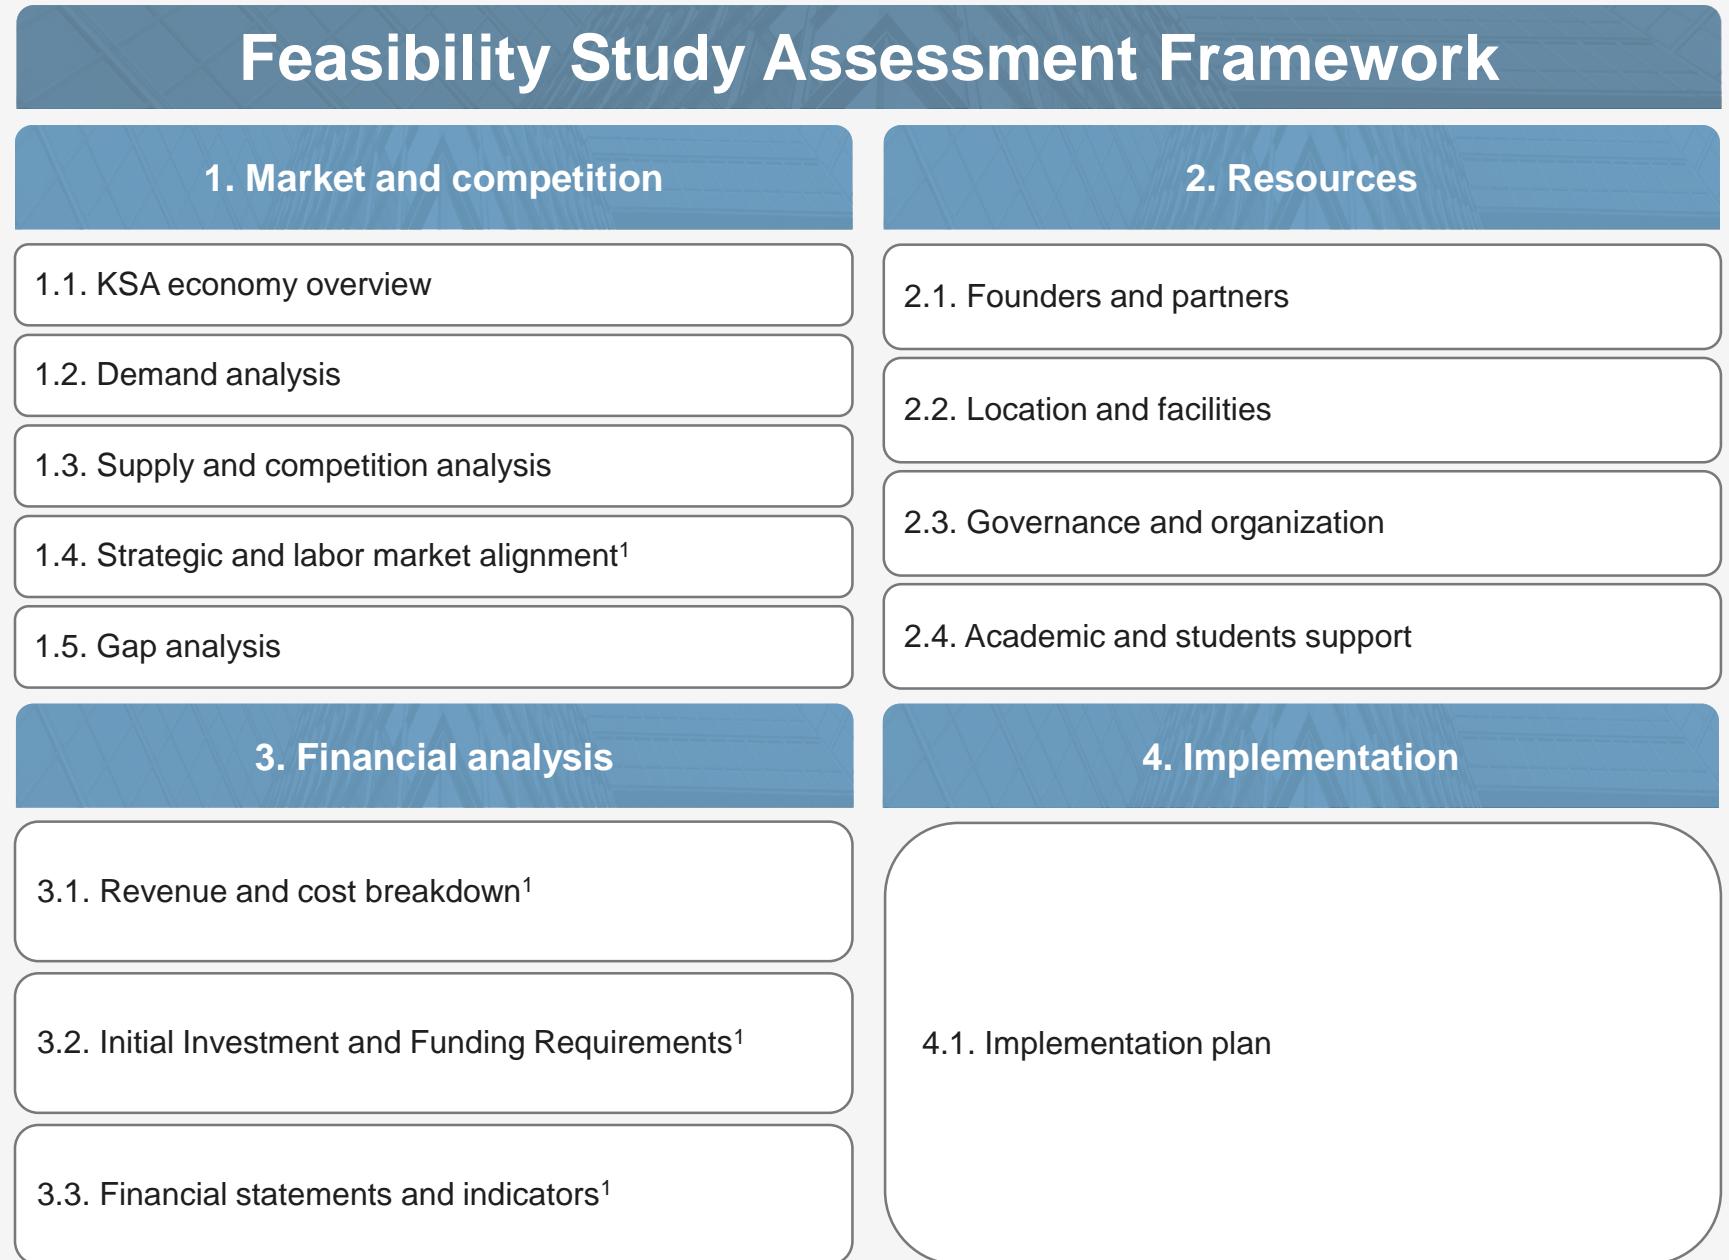 Feasibility Study Assessment Framework
1. Market and competition
1.1. KSA economy overview
1.2. Demand analysis
1.3. Supply and competition analysis
1.4. Strategic and labor market alignment¹
1.5. Gap analysis
2. Resources
2.1. Founders and partners
2.2. Location and facilities
2.3. Governance and organization
2.4. Academic and students support
3. Financial analysis
3.1. Revenue and cost breakdown¹
3.2. Initial Investment and Funding Requirements¹
3.3. Financial statements and indicators¹
4. Implementation
4.1. Implementation plan